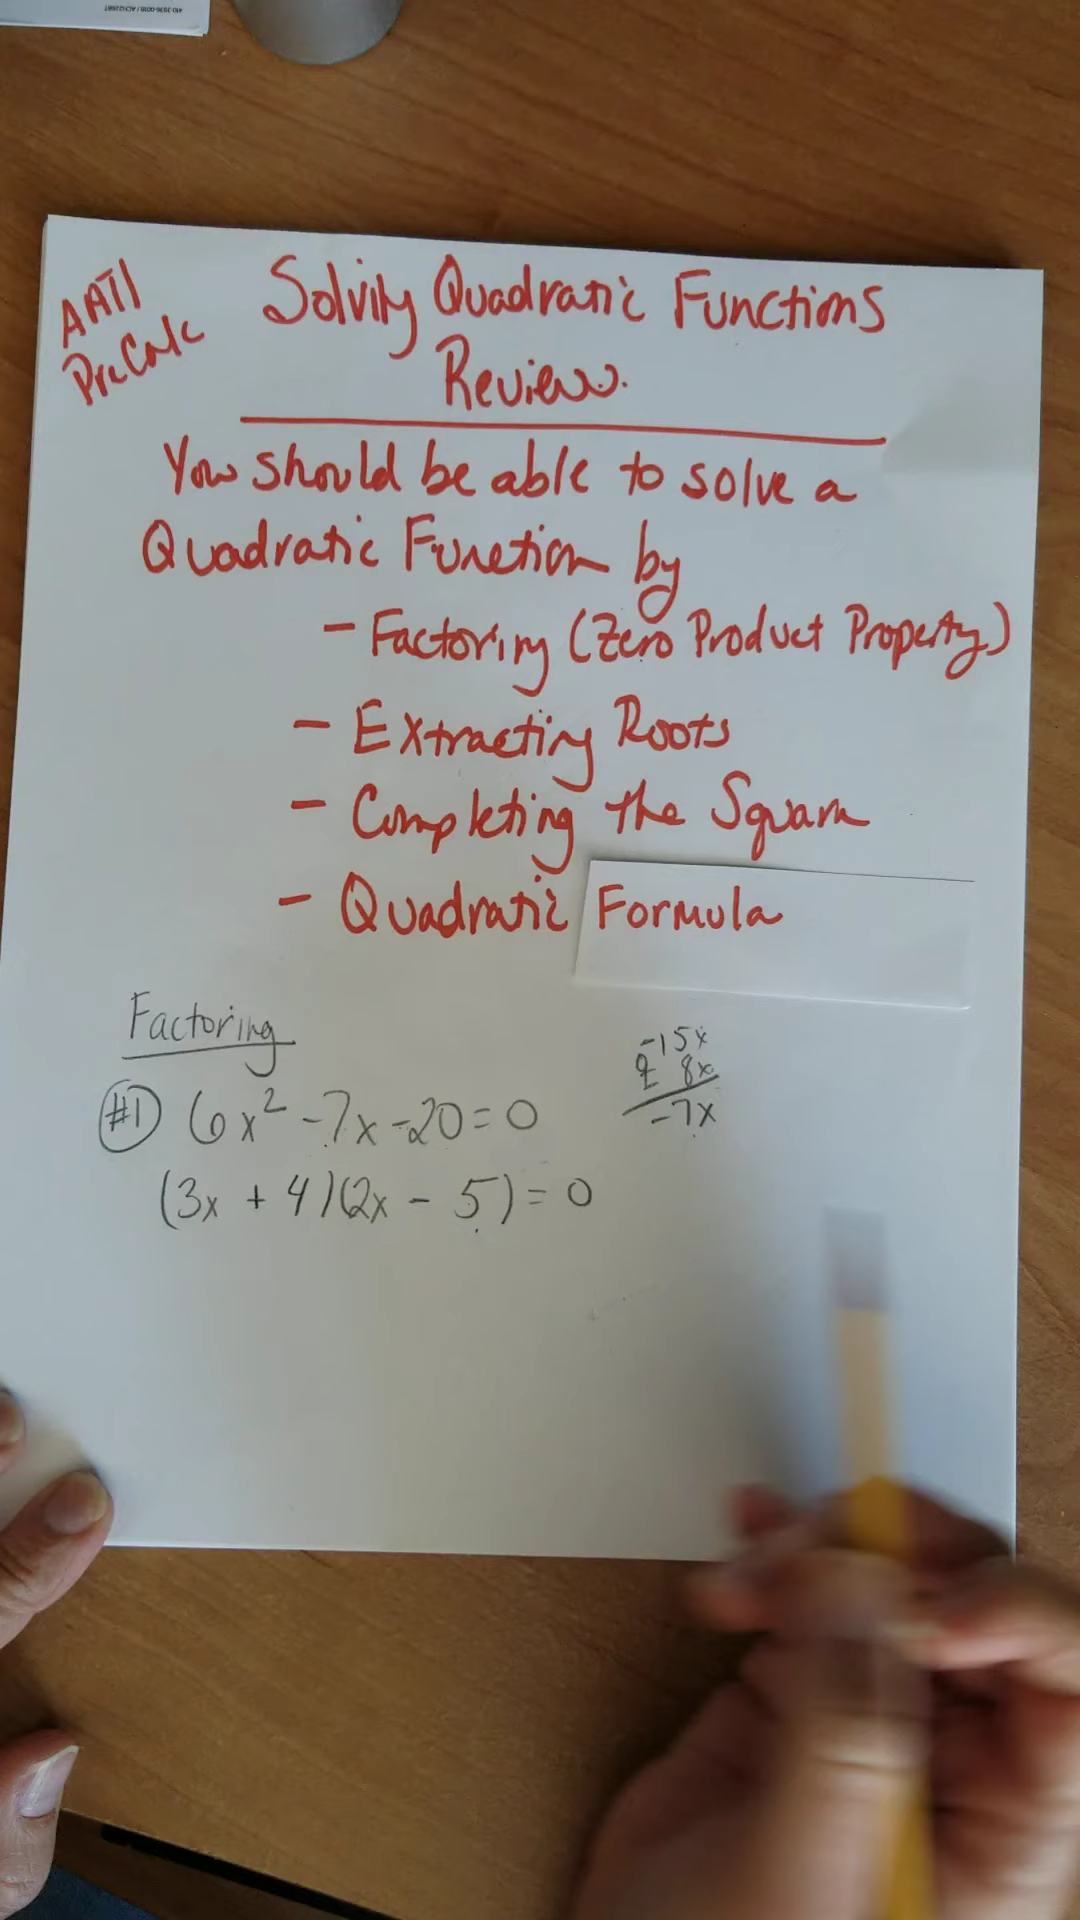 AATI
PreCalc
Solving Quadratic Functions
Review.
You should be able to solve a
Quadratic Function by
- Factoring (Zero Product Property)
- Extracting Roots
- Completing the Square
- Quadratic Formula
Factoring
#1 6x² - 7x - 20 = 0
(3x + 4)(2x - 5) = 0
-15x
8x
-7x